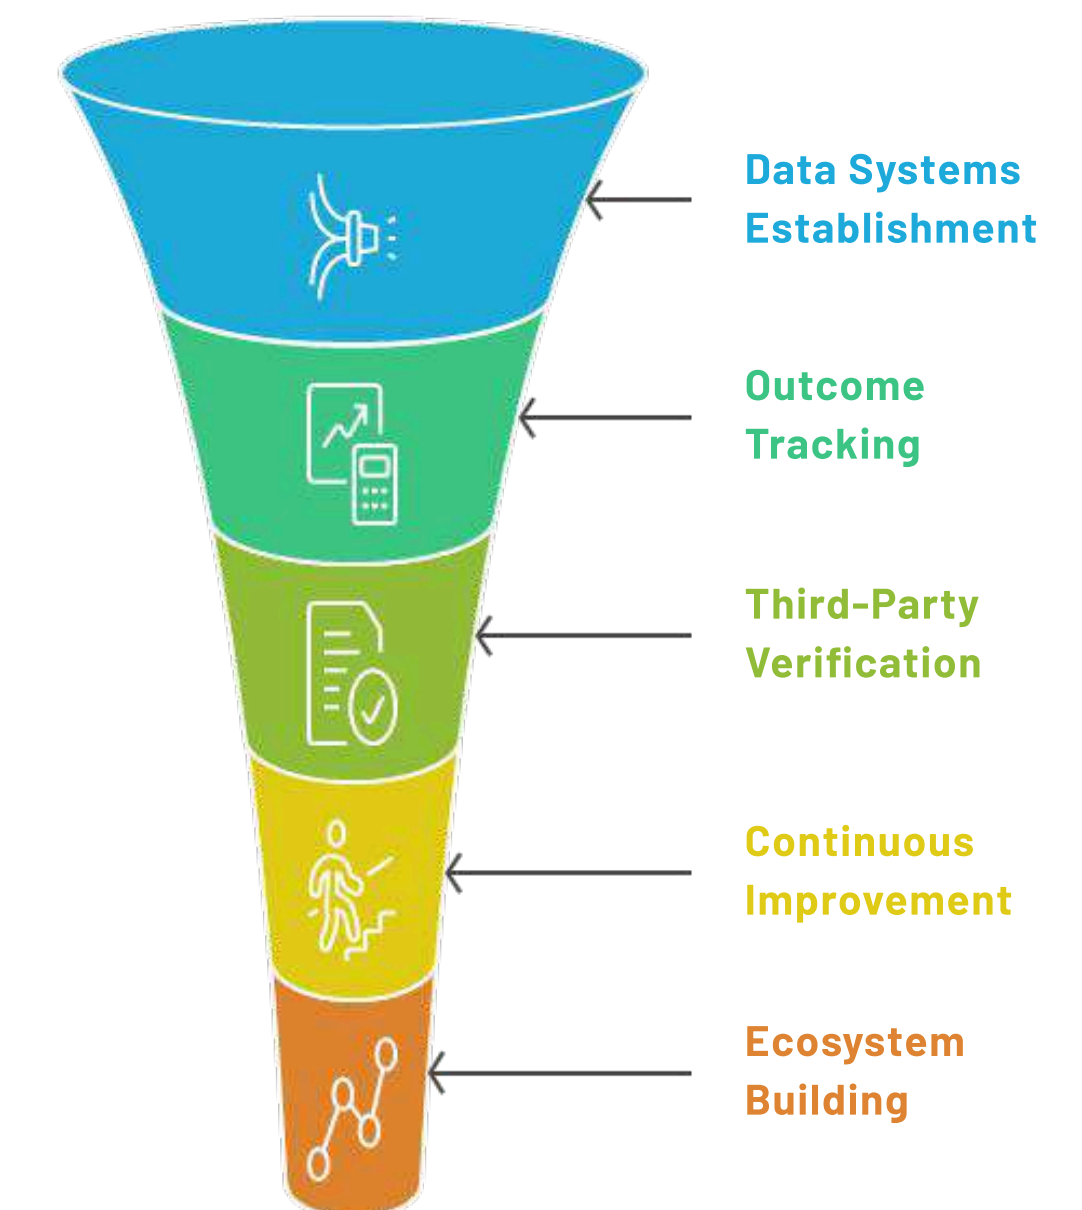 Data Systems
Establishment
Outcome
Tracking
Third-Party
Verification
Continuous
Improvement
Ecosystem
Building